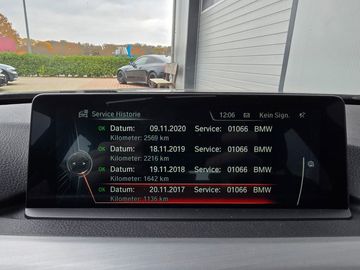 Service Historie 12:06 Kein Sign.
OK Datum: 09.11.2020 Service: 01066 BMW
Kilometer: 2569 km
OK Datum: 18.11.2019 Service: 01066 BMW
Kilometer: 2216 km
OK Datum: 19.11.2018 Service: 01066 BMW
Kilometer: 1642 km
OK Datum: 20.11.2017 Service: 01066 BMW
Kilometer: 1136 km